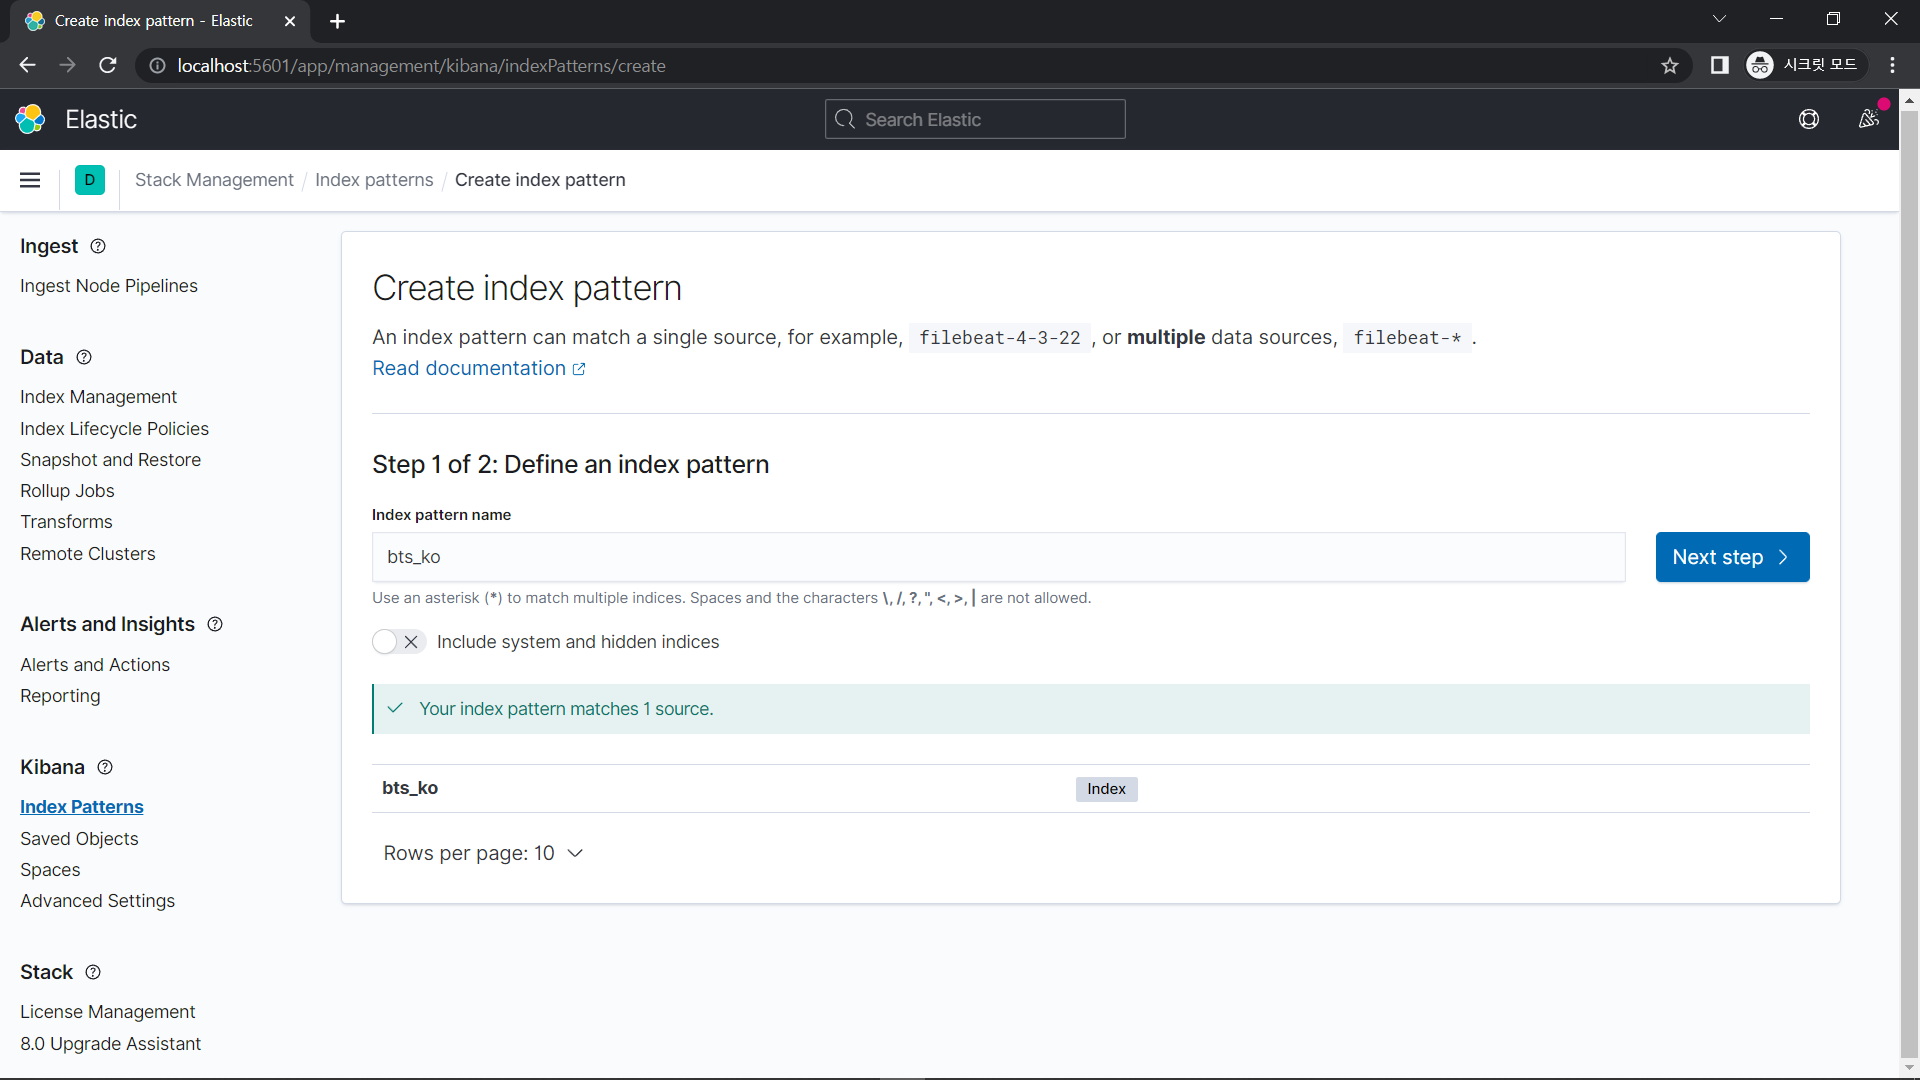 Create index pattern - Elastic
localhost:5601/app/management/kibana/indexPatterns/create
시크릿 모드
Elastic
Search Elastic
D
Stack Management / Index patterns / Create index pattern
Ingest
Ingest Node Pipelines
Data
Index Management
Index Lifecycle Policies
Snapshot and Restore
Rollup Jobs
Transforms
Remote Clusters
Alerts and Insights
Alerts and Actions
Reporting
Kibana
Index Patterns
Saved Objects
Spaces
Advanced Settings
Stack
License Management
8.0 Upgrade Assistant
Create index pattern
An index pattern can match a single source, for example, filebeat-4-3-22 , or multiple data sources, filebeat-* .
Read documentation
Step 1 of 2: Define an index pattern
Index pattern name
bts_ko
Next step
Use an asterisk (*) to match multiple indices. Spaces and the characters \, /, ?, ", <, >, | are not allowed.
Include system and hidden indices
Your index pattern matches 1 source.
bts_ko Index
Rows per page: 10